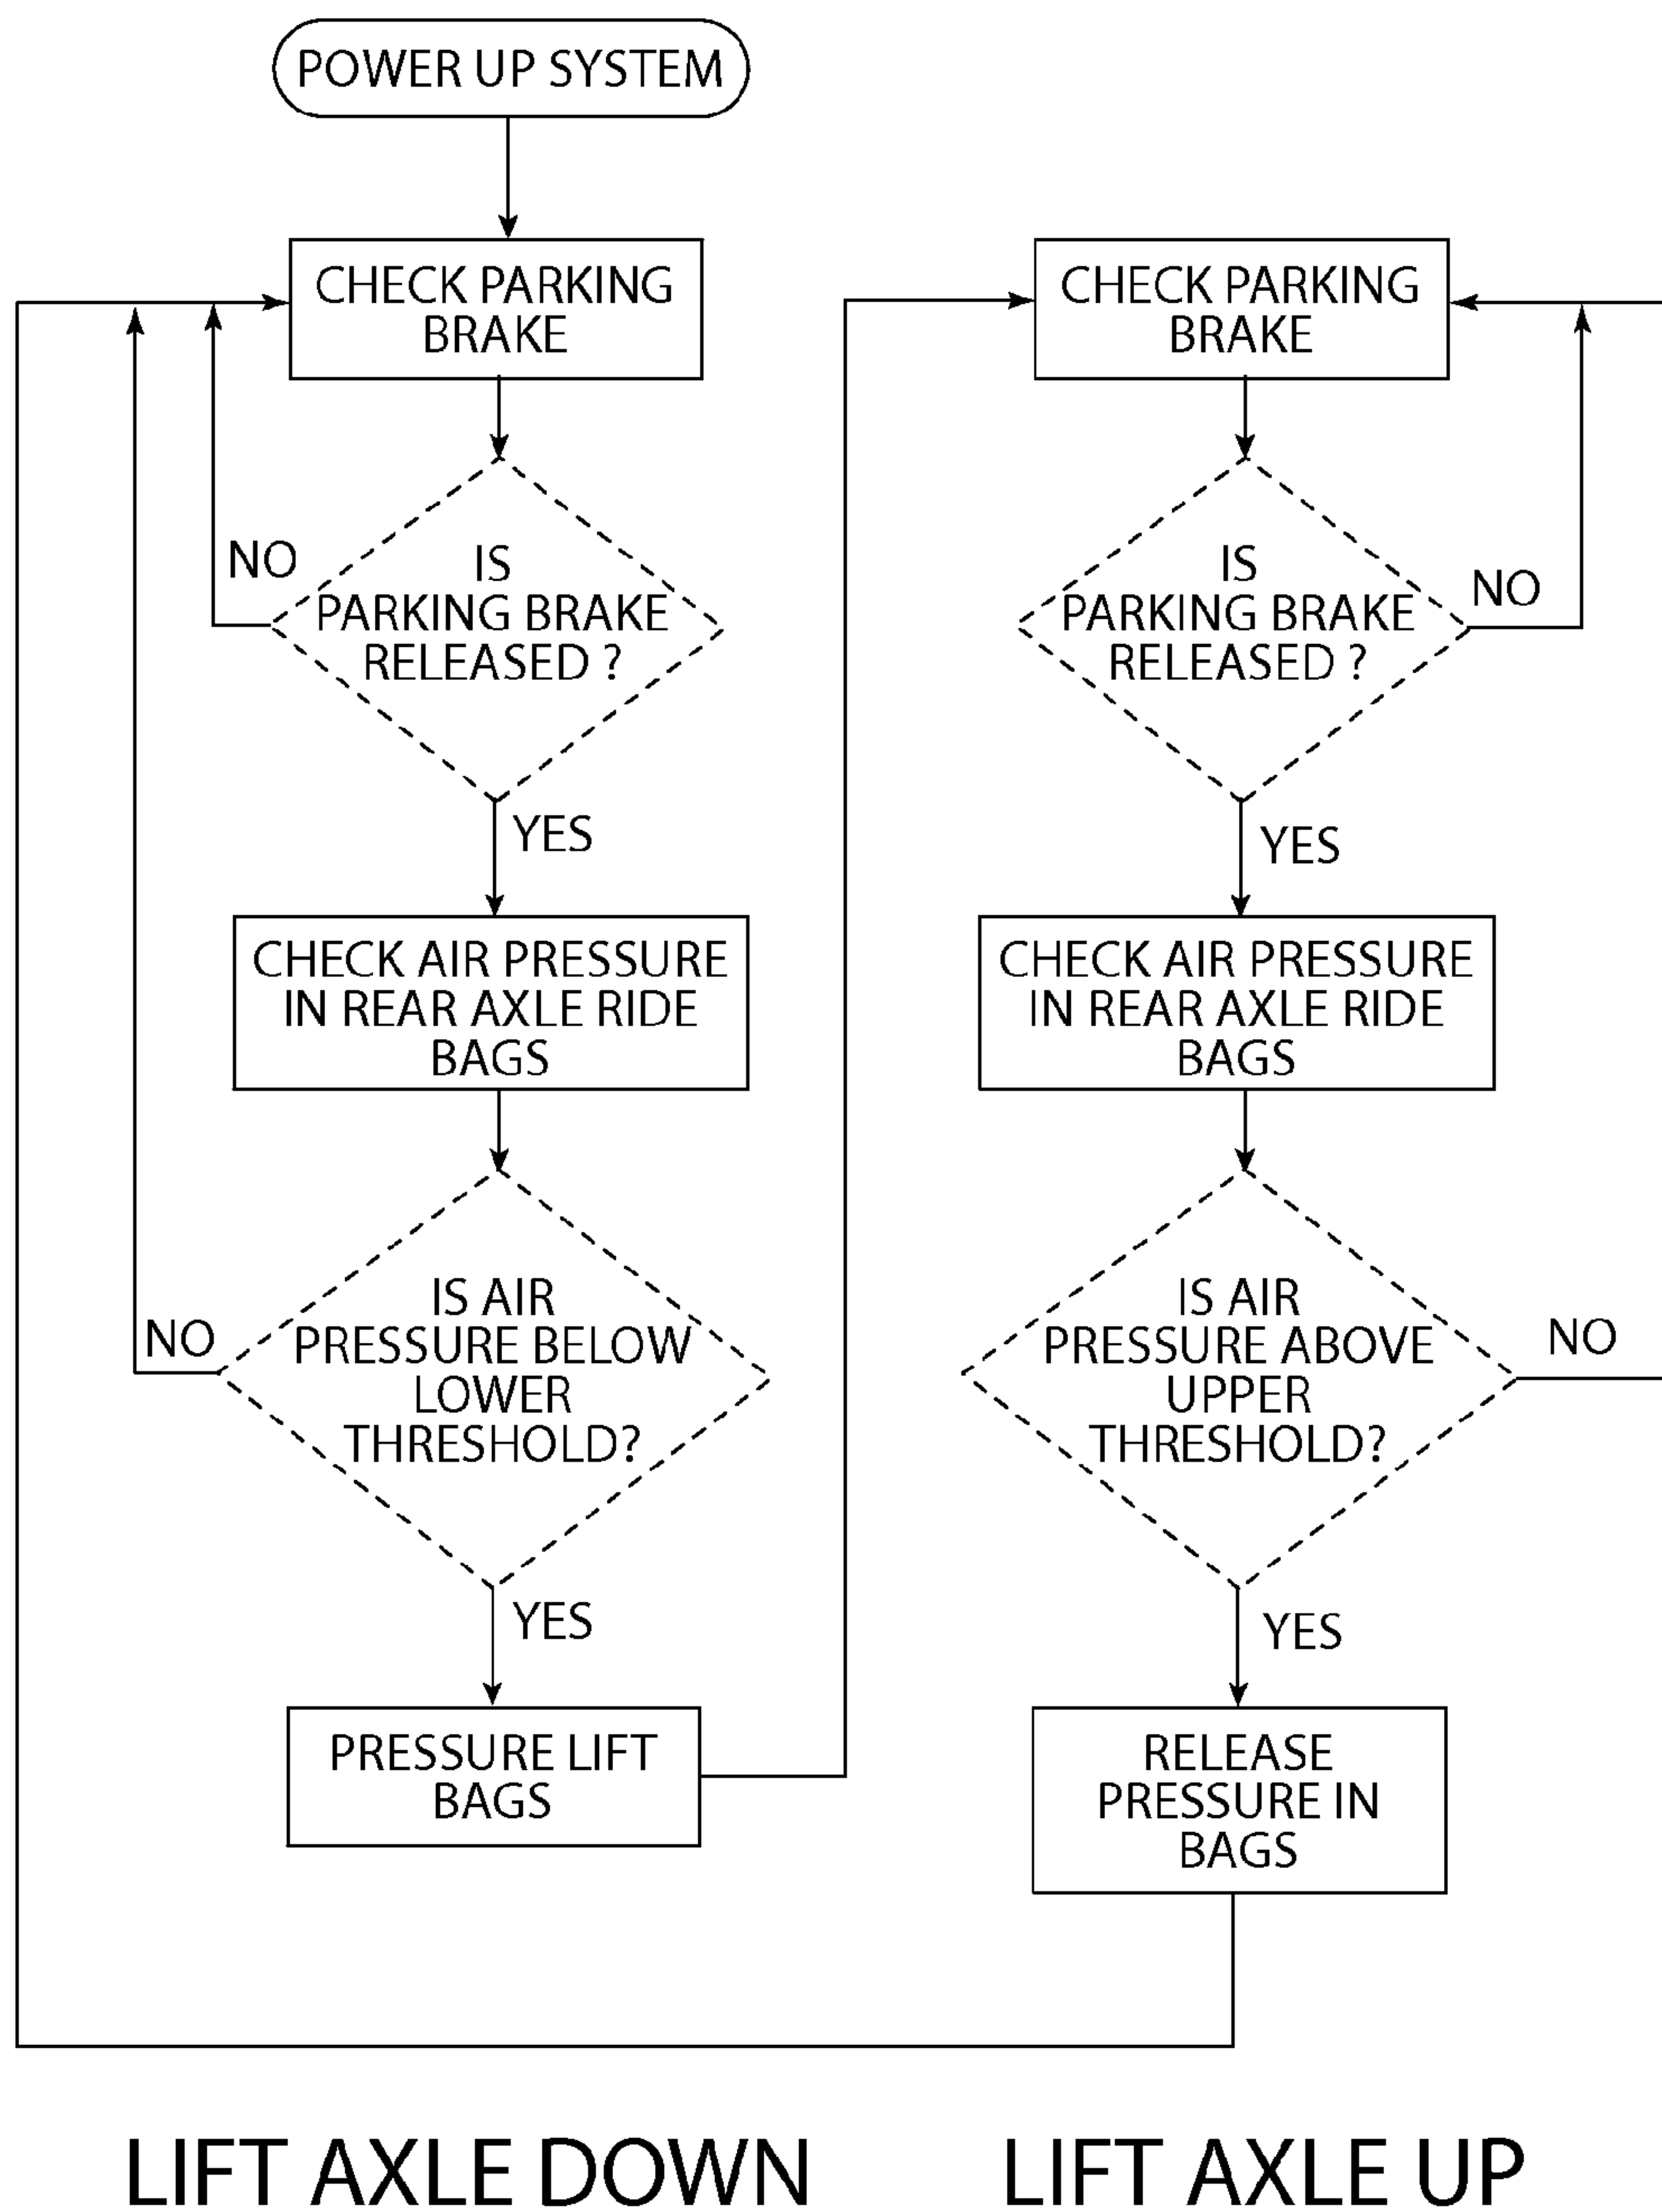 POWER UP SYSTEM
CHECK PARKING
BRAKE
NO
IS
PARKING BRAKE
RELEASED ?
YES
CHECK AIR PRESSURE
IN REAR AXLE RIDE
BAGS
NO
IS AIR
PRESSURE BELOW
LOWER
THRESHOLD?
YES
PRESSURE LIFT
BAGS
LIFT AXLE DOWN
CHECK PARKING
BRAKE
IS
PARKING BRAKE
RELEASED ?
NO
YES
CHECK AIR PRESSURE
IN REAR AXLE RIDE
BAGS
IS AIR
PRESSURE ABOVE
UPPER
THRESHOLD?
NO
YES
RELEASE
PRESSURE IN
BAGS
LIFT AXLE UP